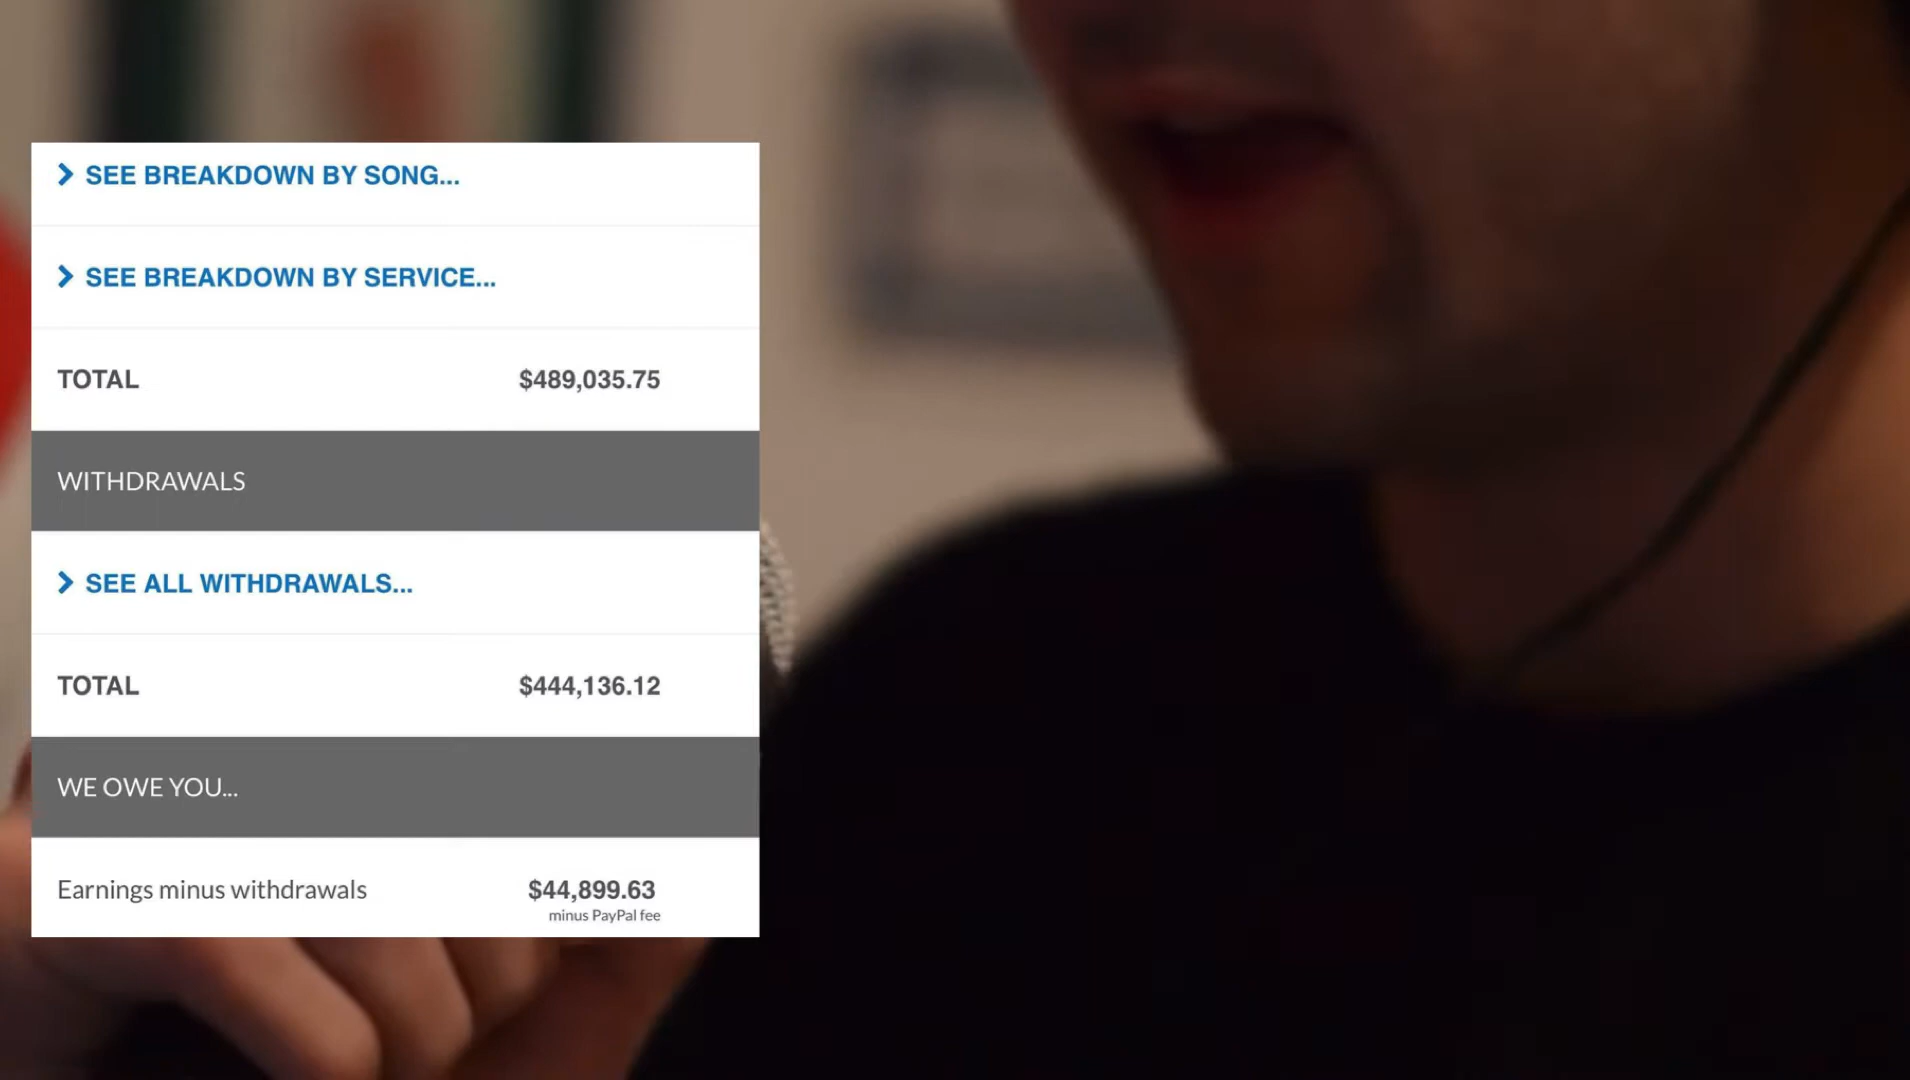 SEE BREAKDOWN BY SONG...
SEE BREAKDOWN BY SERVICE...
TOTAL $489,035.75
WITHDRAWALS
SEE ALL WITHDRAWALS...
TOTAL $444,136.12
WE OWE YOU...
Earnings minus withdrawals $44,899.63
minus PayPal fee